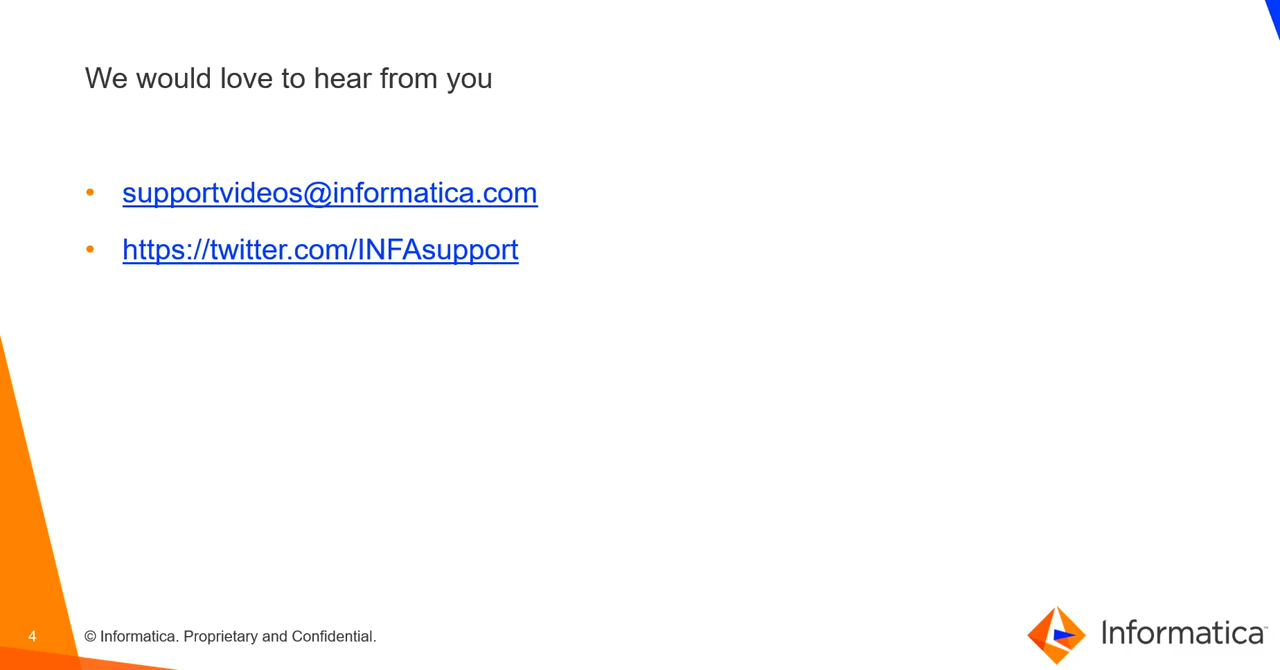 We would love to hear from you
• supportvideos@informatica.com
• https://twitter.com/INFAsupport
4
© Informatica. Proprietary and Confidential.
Informatica™